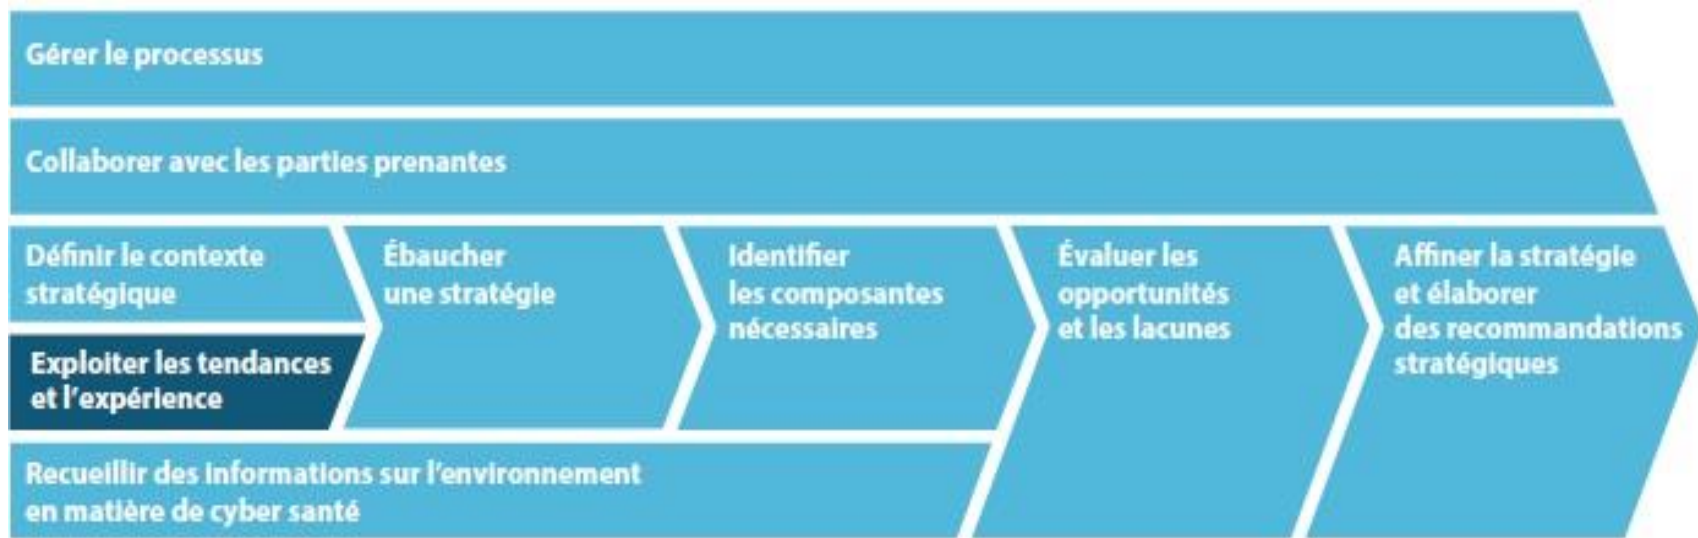 Gérer le processus
Collaborer avec les parties prenantes
Définir le contexte
stratégique
Exploiter les tendances
et l'expérience
Ébaucher
une stratégie
Identifier
les composantes
nécessaires
Évaluer les
opportunités
et les lacunes
Affiner la stratégie
et élaborer
des recommandations
stratégiques
Recueillir des informations sur l'environnement
en matière de cyber santé